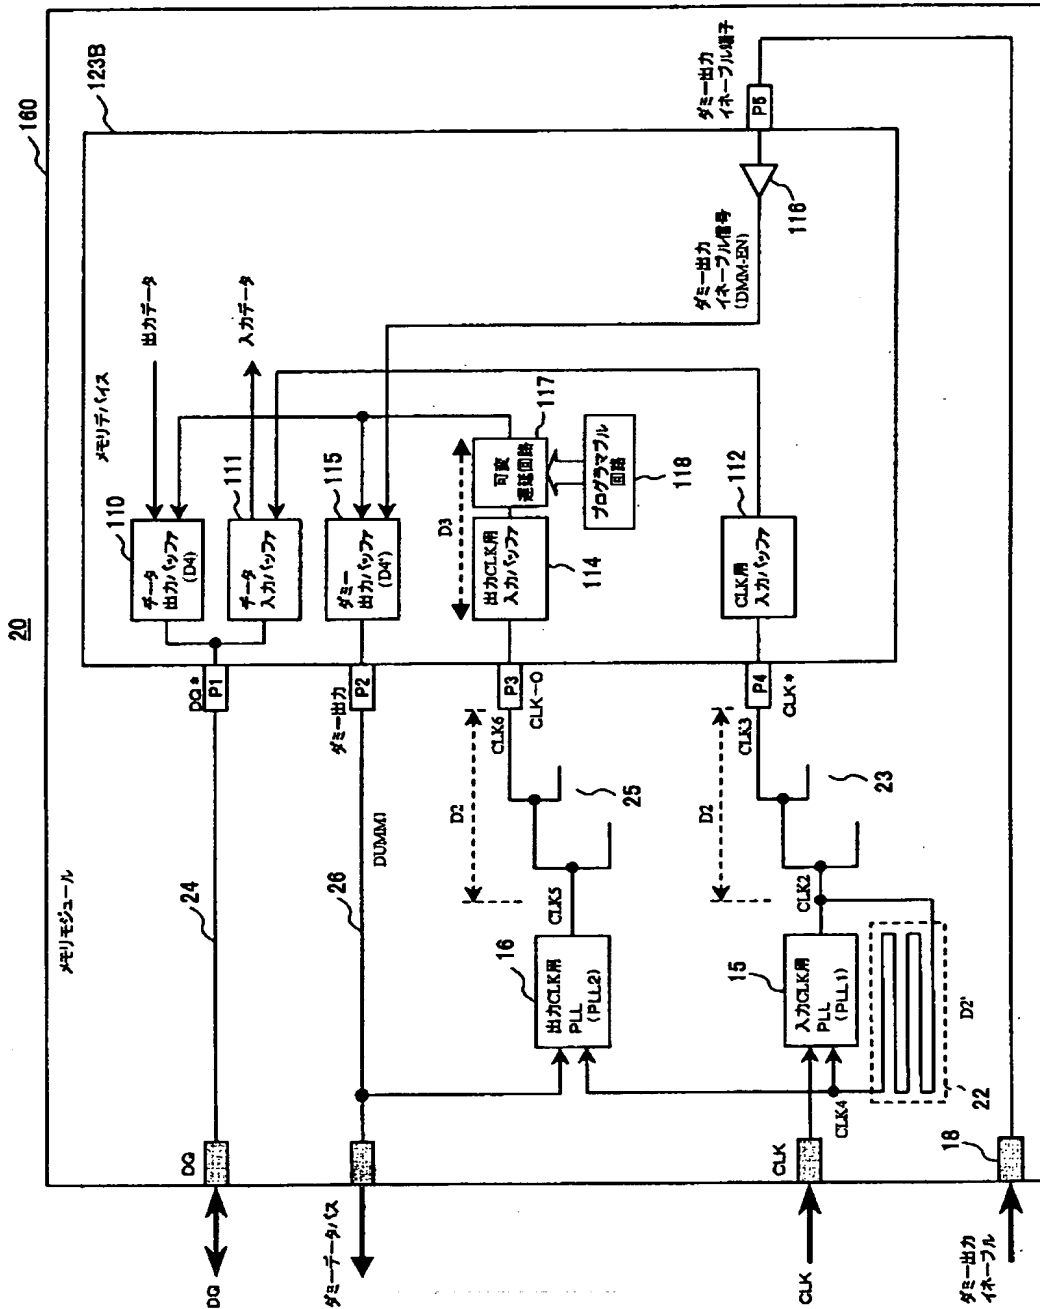 20
160
メモリモジュール
123B
メモリデバイス
110
出力データ
データ
出力バッファ
(D4)
111
入力データ
データ
入力バッファ
115
ダミー
出力バッファ
(D4')
D3
117
可変
遅延回路
出力CLK用
入力バッファ
114
プログラマブル
回路
118
112
CLK用
入力バッファ
ダミー出力
イネーブル信号
(DMM-EN)
116
ダミー出力
イネーブル端子
P5
DQ*
P1
ダミー出力
P2
P3
CLK-O
P4
CLK*
24
26
DUMMI
CLK6
D2
25
CLK5
16
出力CLK用
PLL
(PLL2)
CLK3
D2
23
CLK2
15
入力CLK用
PLL
(PLL1)
D2'
22
CLK4
DQ
DQ
ダミーデータバス
CLK
CLK
18
ダミー出力
イネーブル